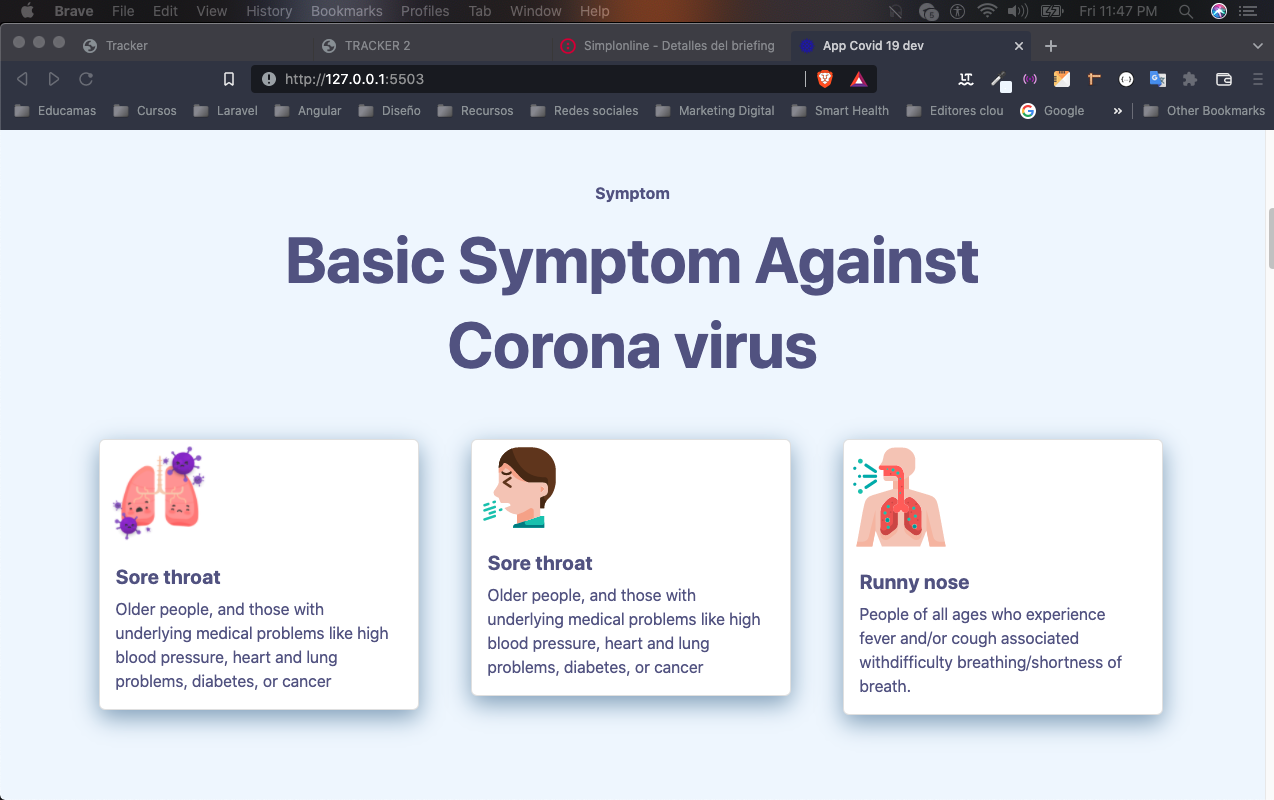 Brave File Edit View History Bookmarks Profiles Tab Window Help Fri 11:47 PM
Tracker TRACKER 2 Simplonline - Detalles del briefing App Covid 19 dev
http://127.0.0.1:5503
Educamas Cursos Laravel Angular Diseño Recursos Redes sociales Marketing Digital Smart Health Editores clou Google » Other Bookmarks
Symptom
Basic Symptom Against
Corona virus
Sore throat
Older people, and those with
underlying medical problems like high
blood pressure, heart and lung
problems, diabetes, or cancer
Sore throat
Older people, and those with
underlying medical problems like high
blood pressure, heart and lung
problems, diabetes, or cancer
Runny nose
People of all ages who experience
fever and/or cough associated
withdifficulty breathing/shortness of
breath.